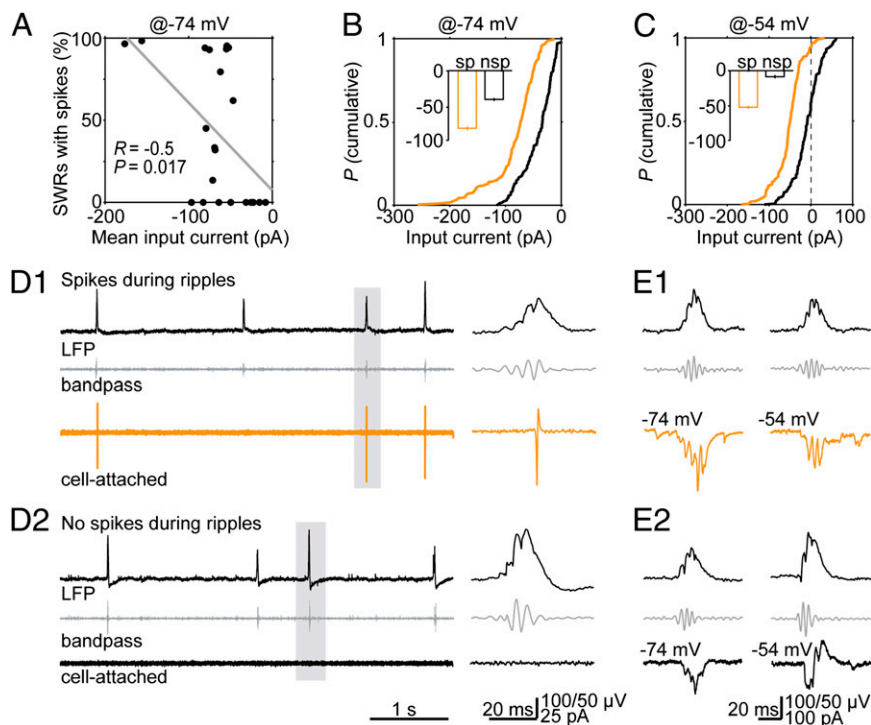 A
@-74 mV
SWRs with spikes (%)
100
50
0
R = -0.5
P = 0.017
-200
-100
0
Mean input current (pA)
B
@-74 mV
P (cumulative)
1
0.5
0
sp nsp
0
-50
-100
-300
-200
-100
0
Input current (pA)
C
@-54 mV
P (cumulative)
1
0.5
0
sp nsp
0
-50
-100
-300
-100
0
100
Input current (pA)
D1
Spikes during ripples
LFP
bandpass
cell-attached
E1
-74 mV
-54 mV
D2
No spikes during ripples
LFP
bandpass
cell-attached
1 s
20 ms
100/50 µV
25 pA
E2
-74 mV
-54 mV
20 ms
100/50 µV
100 pA